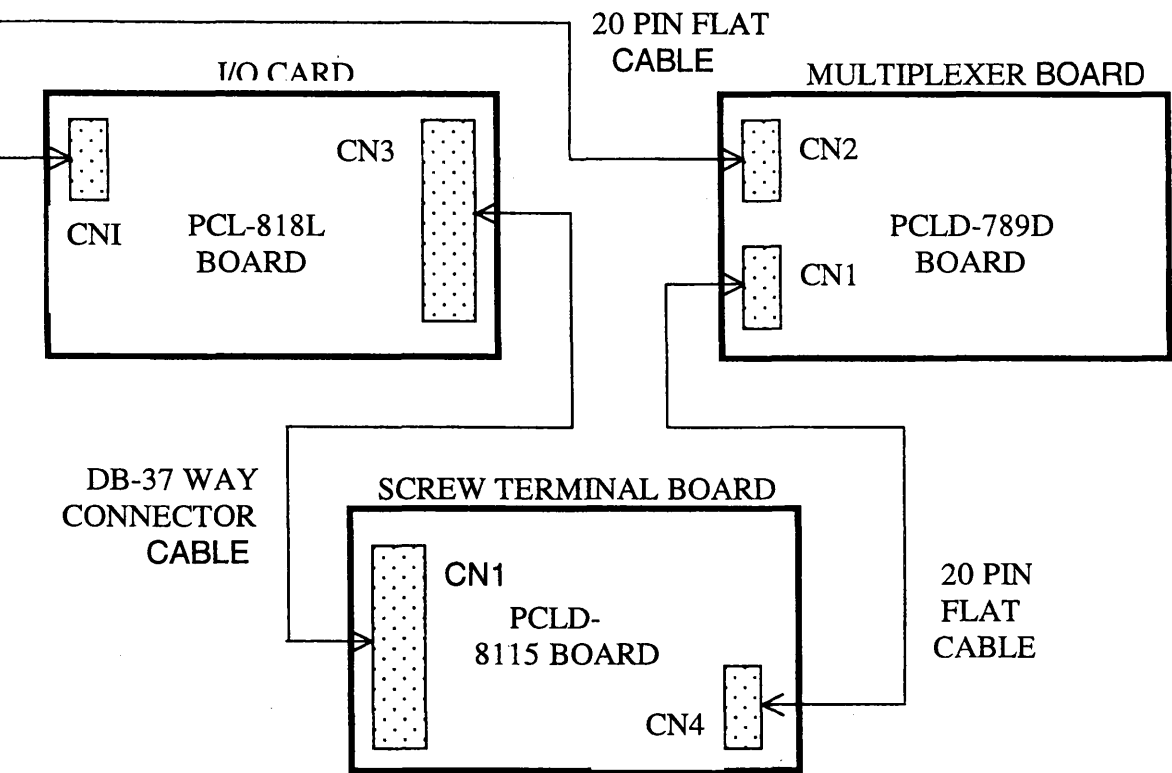 20 PIN FLAT
CABLE
I/O CARD
MULTIPLEXER BOARD
CN3
CN2
CNI
PCL-818L
BOARD
PCLD-789D
BOARD
CN1
DB-37 WAY
CONNECTOR
CABLE
SCREW TERMINAL BOARD
CN1
PCLD-
8115 BOARD
CN4
20 PIN
FLAT
CABLE